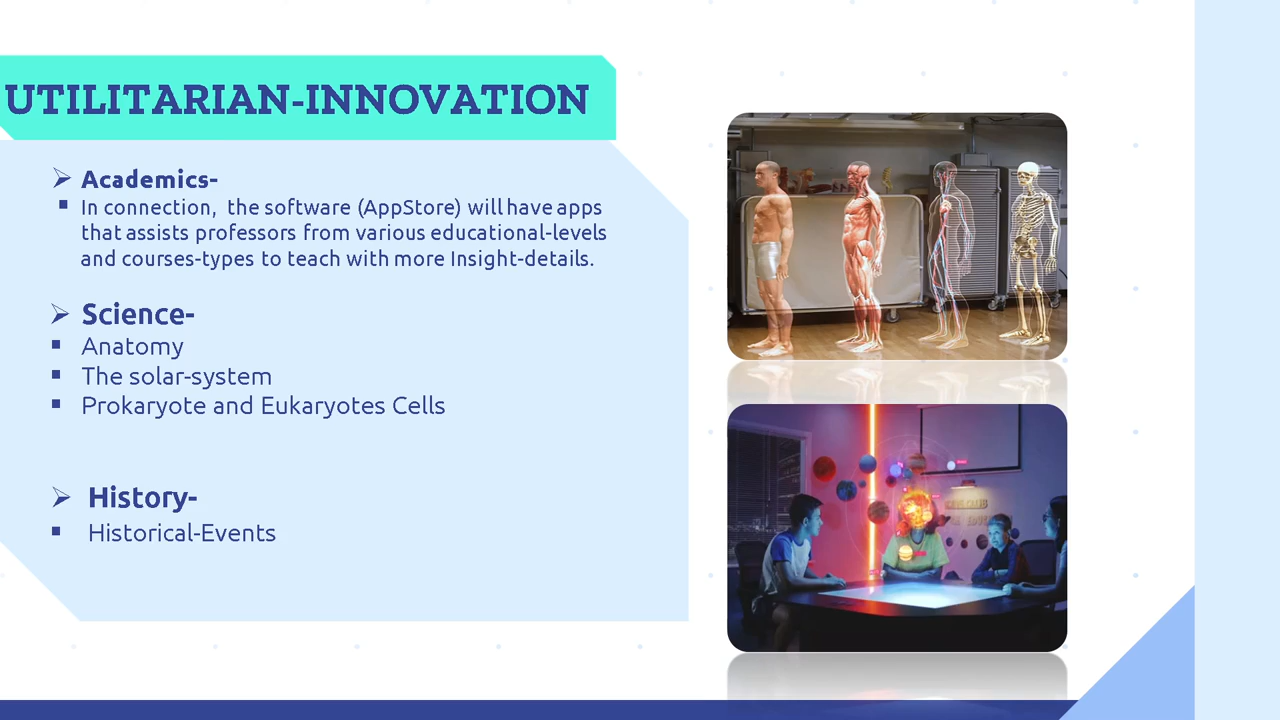 UTILITARIAN-INNOVATION
Academics-
In connection, the software (AppStore) will have apps
that assists professors from various educational-levels
and courses-types to teach with more Insight-details.
Science-
Anatomy
The solar-system
Prokaryote and Eukaryotes Cells
History-
Historical-Events